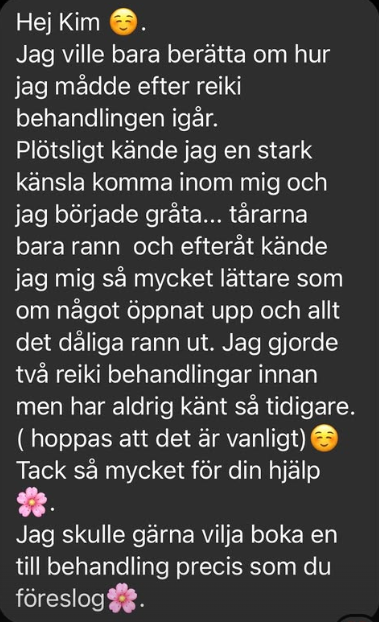 Hej Kim ☺️.
Jag ville bara berätta om hur
jag mådde efter reiki
behandlingen igår.
Plötsligt kände jag en stark
känsla komma inom mig och
jag började gråta... tårarna
bara rann  och efteråt kände
jag mig så mycket lättare som
om något öppnat upp och allt
det dåliga rann ut. Jag gjorde
två reiki behandlingar innan
men har aldrig känt så tidigare.
( hoppas att det är vanligt)☺️
Tack så mycket för din hjälp
🌸.
Jag skulle gärna vilja boka en
till behandling precis som du
föreslog🌸.